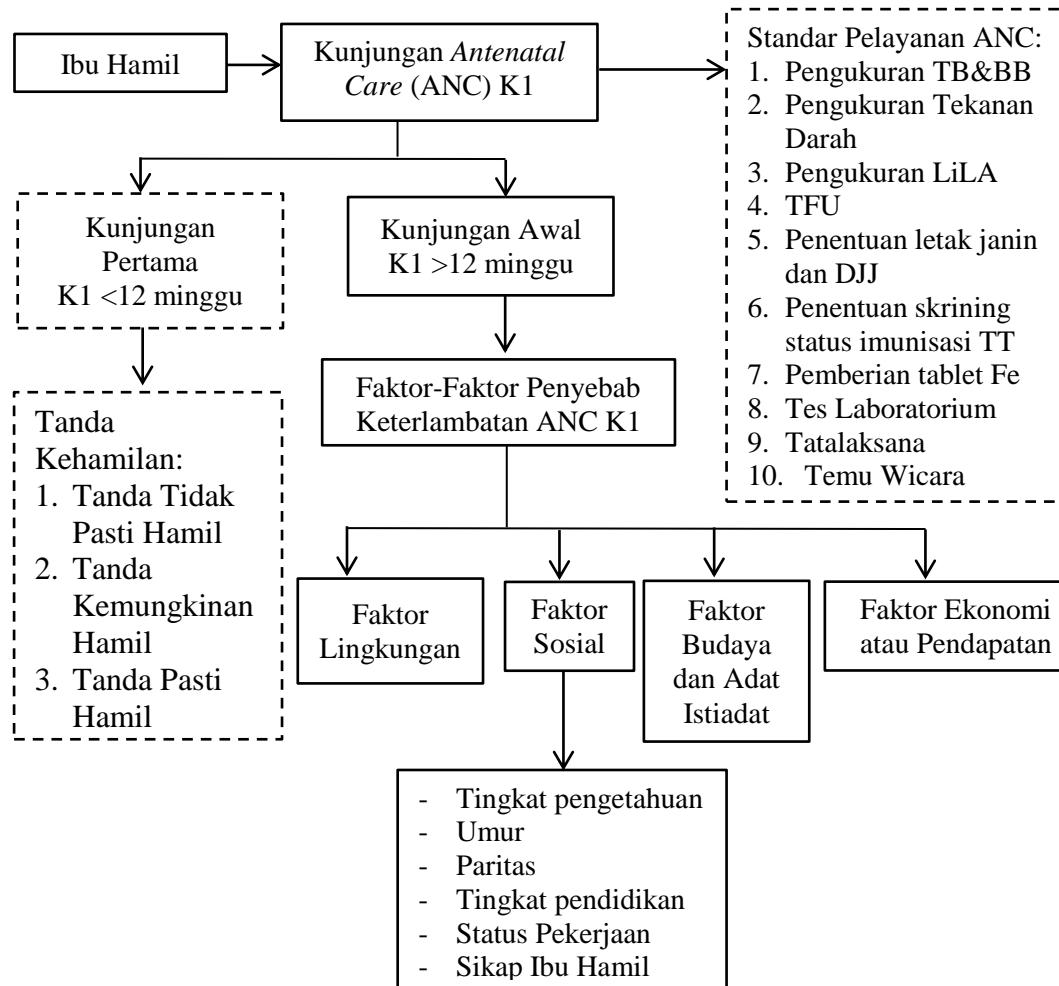 Ibu Hamil
Kunjungan Antenatal
Care (ANC) K1
Standar Pelayanan ANC:
1. Pengukuran TB&BB
2. Pengukuran Tekanan
Darah
3. Pengukuran LiLA
4. TFU
5. Penentuan letak janin
dan DJJ
6. Penentuan skrining
status imunisasi TT
7. Pemberian tablet Fe
8. Tes Laboratorium
9. Tatalaksana
10. Temu Wicara
Kunjungan
Pertama
K1 <12 minggu
Kunjungan Awal
K1 >12 minggu
Tanda
Kehamilan:
1. Tanda Tidak
Pasti Hamil
2. Tanda
Kemungkinan
Hamil
3. Tanda Pasti
Hamil
Faktor-Faktor Penyebab
Keterlambatan ANC K1
Faktor
Lingkungan
Faktor
Sosial
Faktor
Budaya
dan Adat
Istiadat
Faktor Ekonomi
atau Pendapatan
- Tingkat pengetahuan
- Umur
- Paritas
- Tingkat pendidikan
- Status Pekerjaan
- Sikap Ibu Hamil